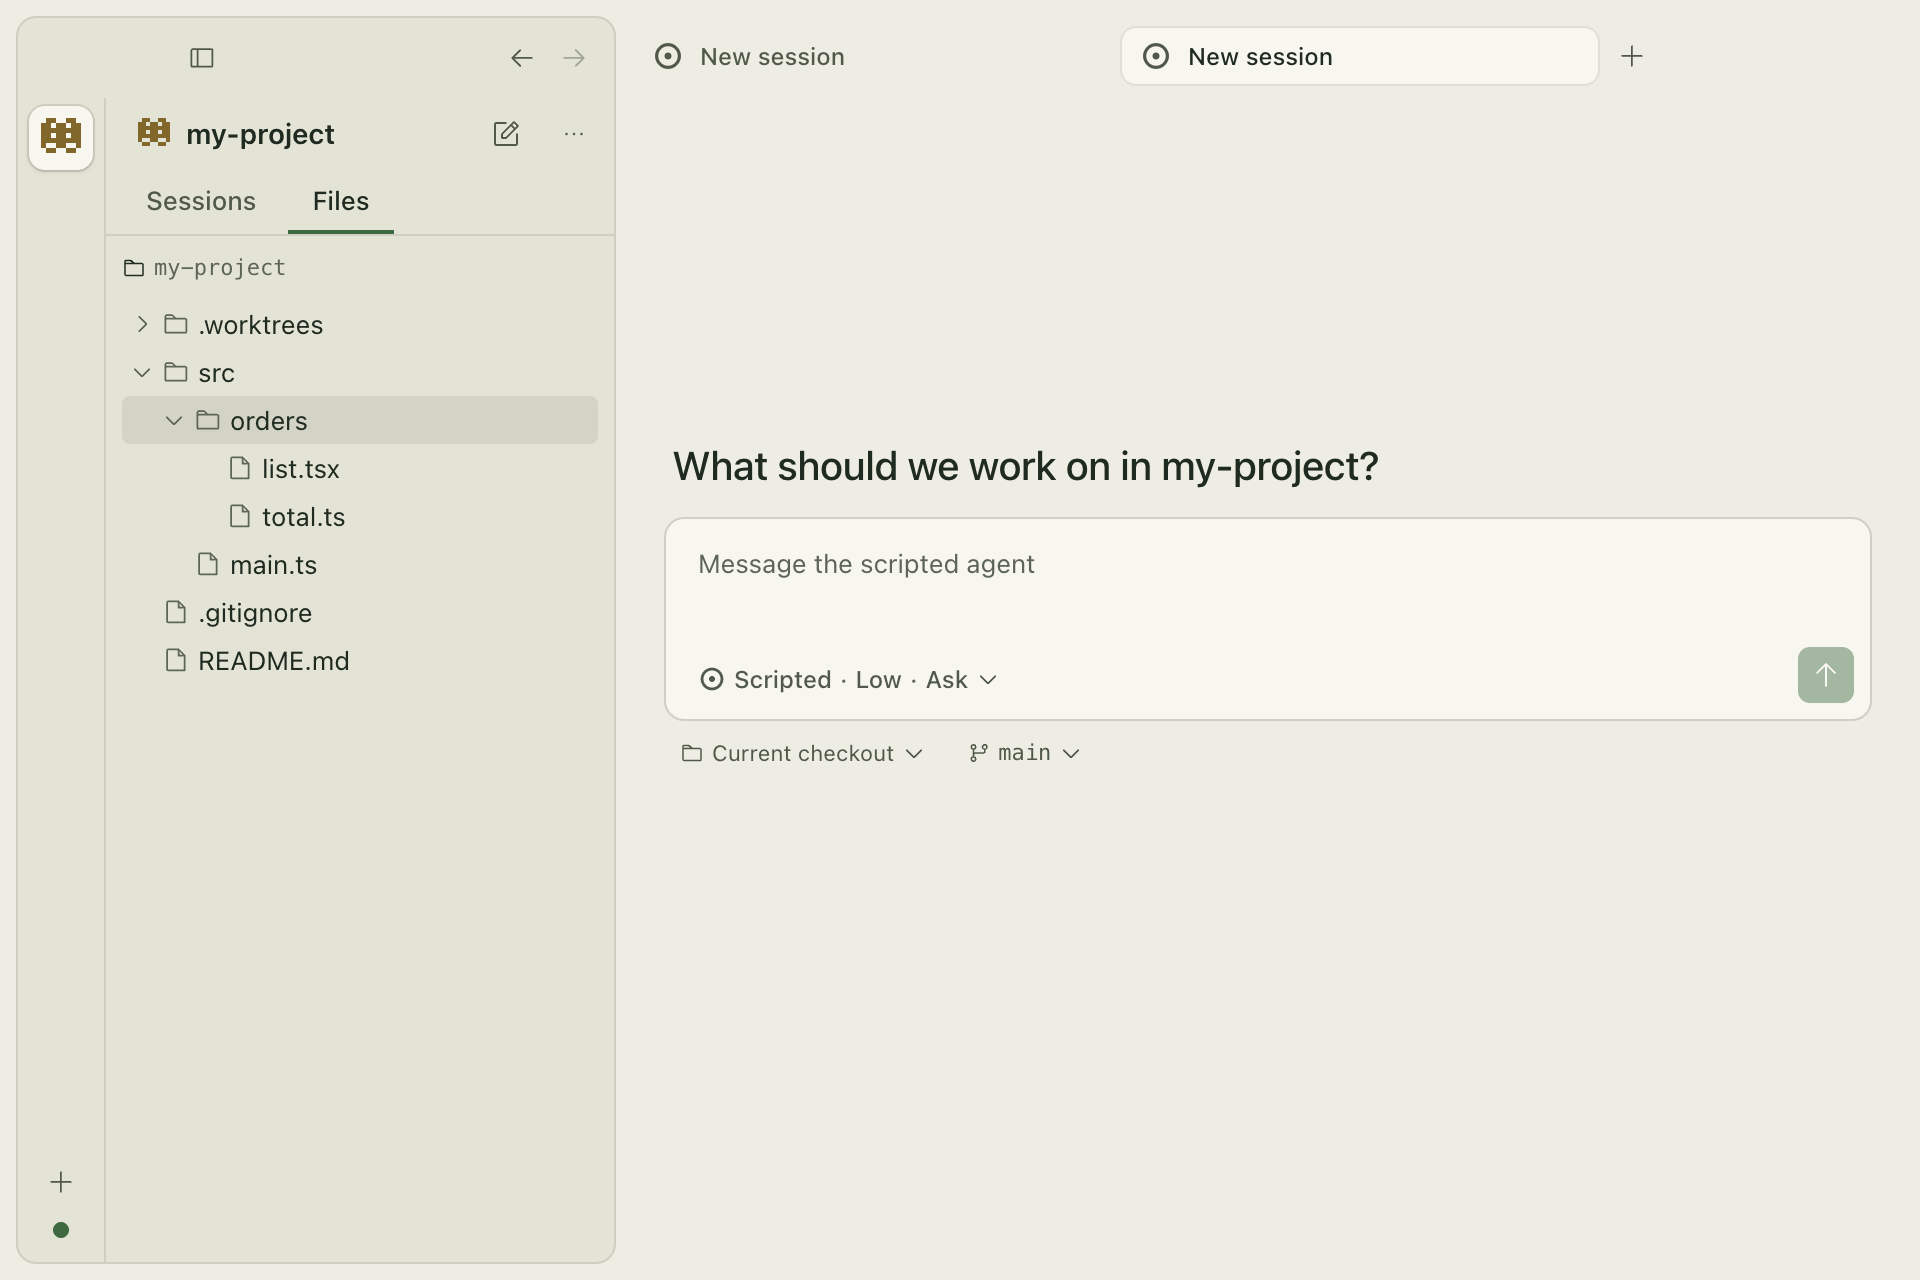 New session
New session
my-project
Sessions
Files
my-project
.worktrees
src
orders
list.tsx
total.ts
main.ts
.gitignore
README.md
What should we work on in my-project?
Message the scripted agent
Scripted · Low · Ask
Current checkout
main